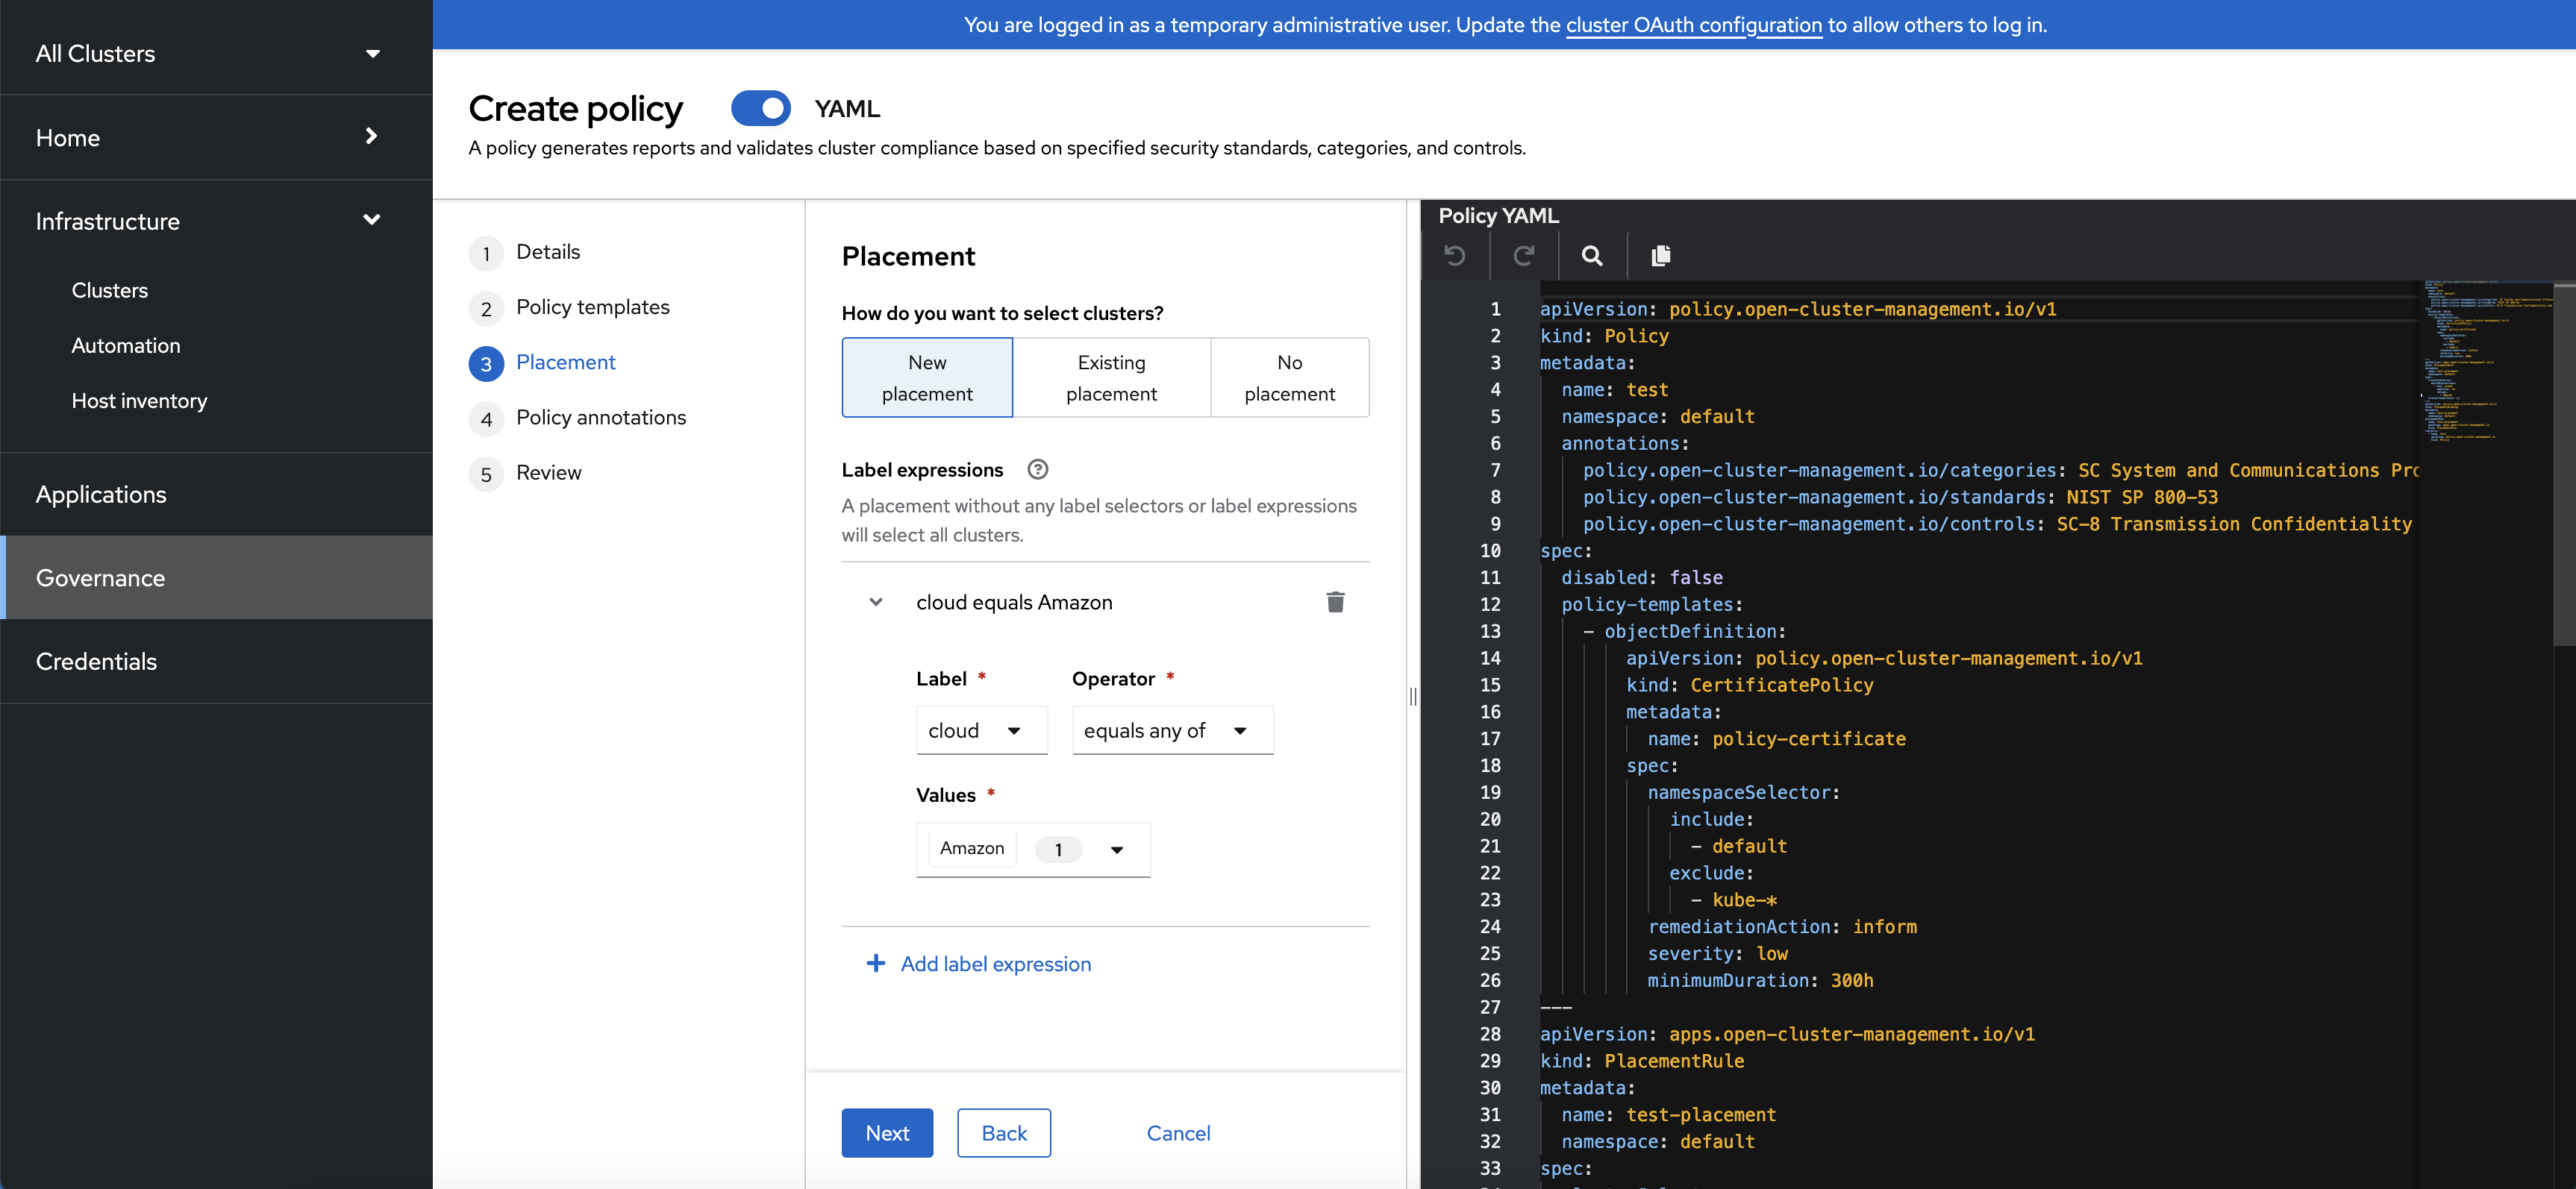 You are logged in as a temporary administrative user. Update the cluster OAuth configuration to allow others to log in.
All Clusters
Home
Infrastructure
Clusters
Automation
Host inventory
Applications
Governance
Credentials
Create policy
YAML
A policy generates reports and validates cluster compliance based on specified security standards, categories, and controls.
1 Details
2 Policy templates
3 Placement
4 Policy annotations
5 Review
Placement
How do you want to select clusters?
New placement
Existing placement
No placement
Label expressions
A placement without any label selectors or label expressions
will select all clusters.
cloud equals Amazon
Label *
Operator *
cloud
equals any of
Values *
Amazon 1
+ Add label expression
Next
Back
Cancel
Policy YAML
1 apiVersion: policy.open-cluster-management.io/v1
2 kind: Policy
3 metadata:
4 name: test
5 namespace: default
6 annotations:
7 policy.open-cluster-management.io/categories: SC System and Communications Pro
8 policy.open-cluster-management.io/standards: NIST SP 800-53
9 policy.open-cluster-management.io/controls: SC-8 Transmission Confidentiality
10 spec:
11 disabled: false
12 policy-templates:
13 - objectDefinition:
14 apiVersion: policy.open-cluster-management.io/v1
15 kind: CertificatePolicy
16 metadata:
17 name: policy-certificate
18 spec:
19 namespaceSelector:
20 include:
21 - default
22 exclude:
23 - kube-*
24 remediationAction: inform
25 severity: low
26 minimumDuration: 300h
27 ---
28 apiVersion: apps.open-cluster-management.io/v1
29 kind: PlacementRule
30 metadata:
31 name: test-placement
32 namespace: default
33 spec: